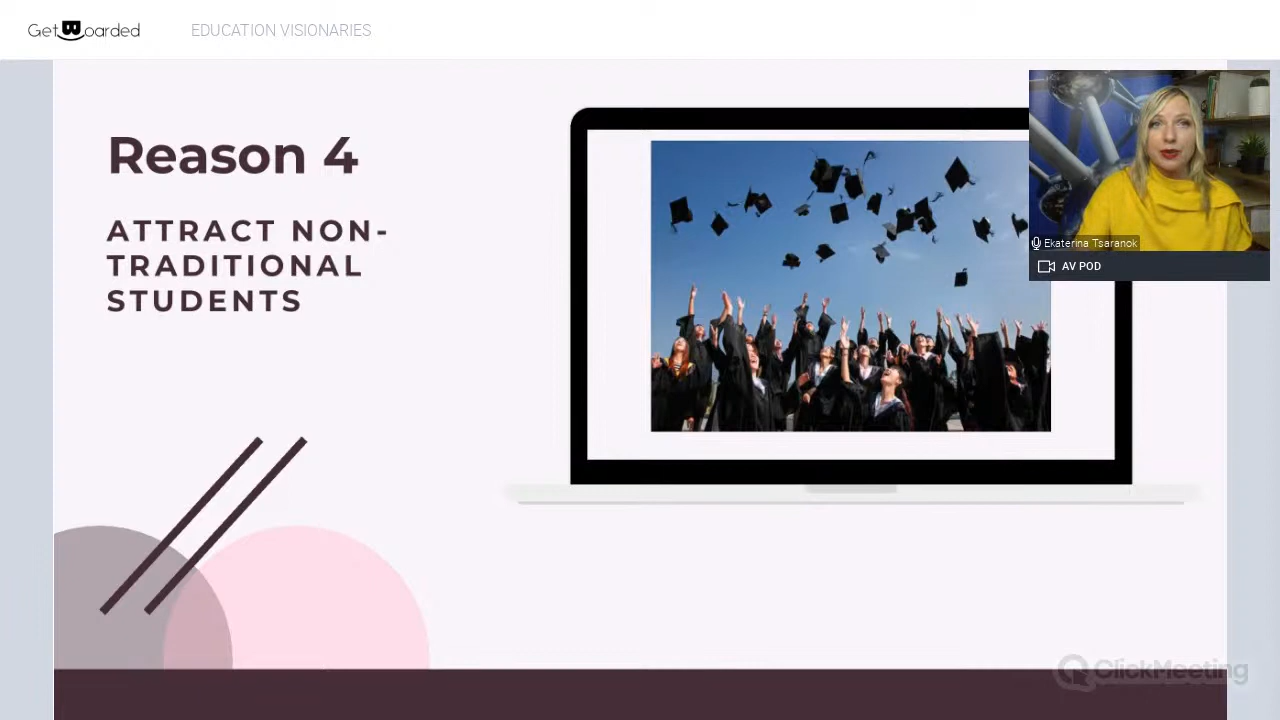 GetBoarded
EDUCATION VISIONARIES
Reason 4
ATTRACT NON-
TRADITIONAL
STUDENTS
Ekaterina Tsaranok
AV POD
ClickMeeting